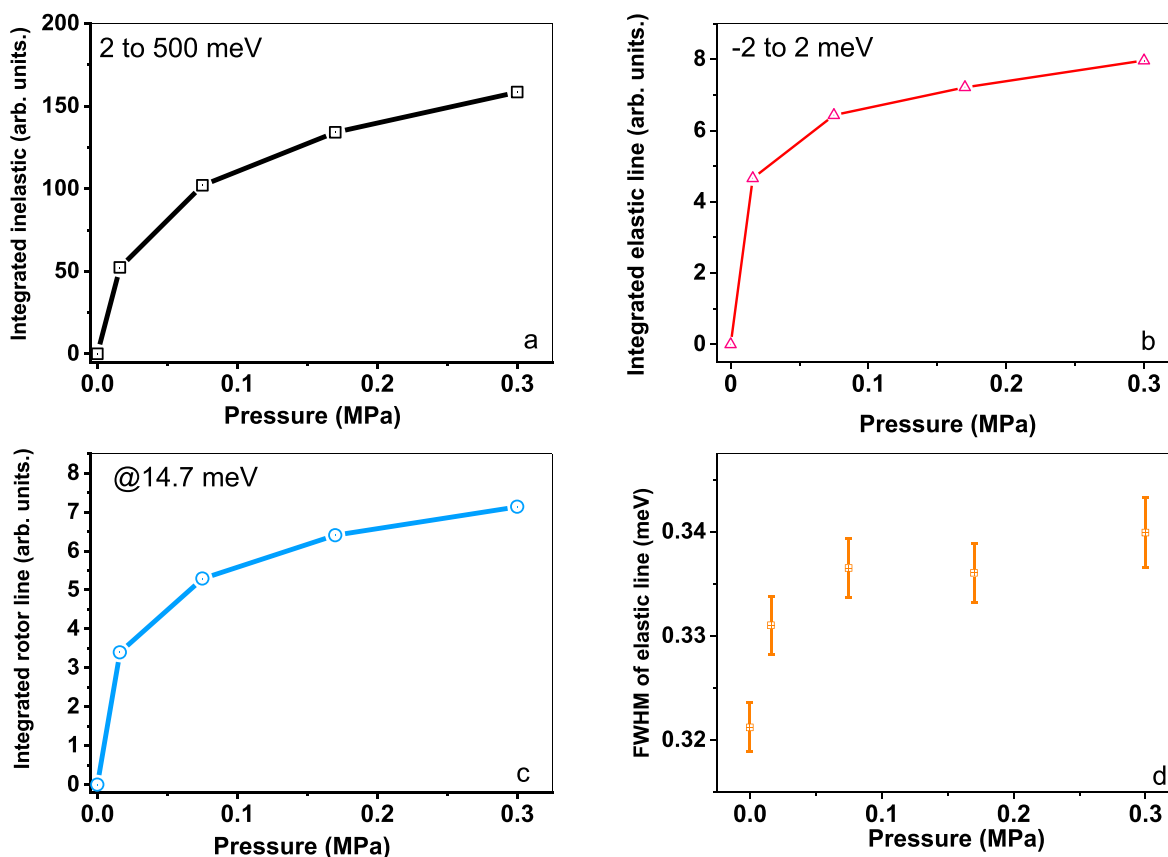 2 to 500 meV
Integrated inelastic (arb. units.)
200
150
100
50
0
0.0 0.1 0.2 0.3
Pressure (MPa)
a
-2 to 2 meV
Integrated elastic line (arb. units.)
8
6
4
2
0
0 0.1 0.2 0.3
Pressure (MPa)
b
@14.7 meV
Integrated rotor line (arb. units.)
8
7
6
5
4
3
2
1
0
0.0 0.1 0.2 0.3
Pressure (MPa)
c
FWHM of elastic line (meV)
0.34
0.33
0.32
0.0 0.1 0.2 0.3
Pressure (MPa)
d